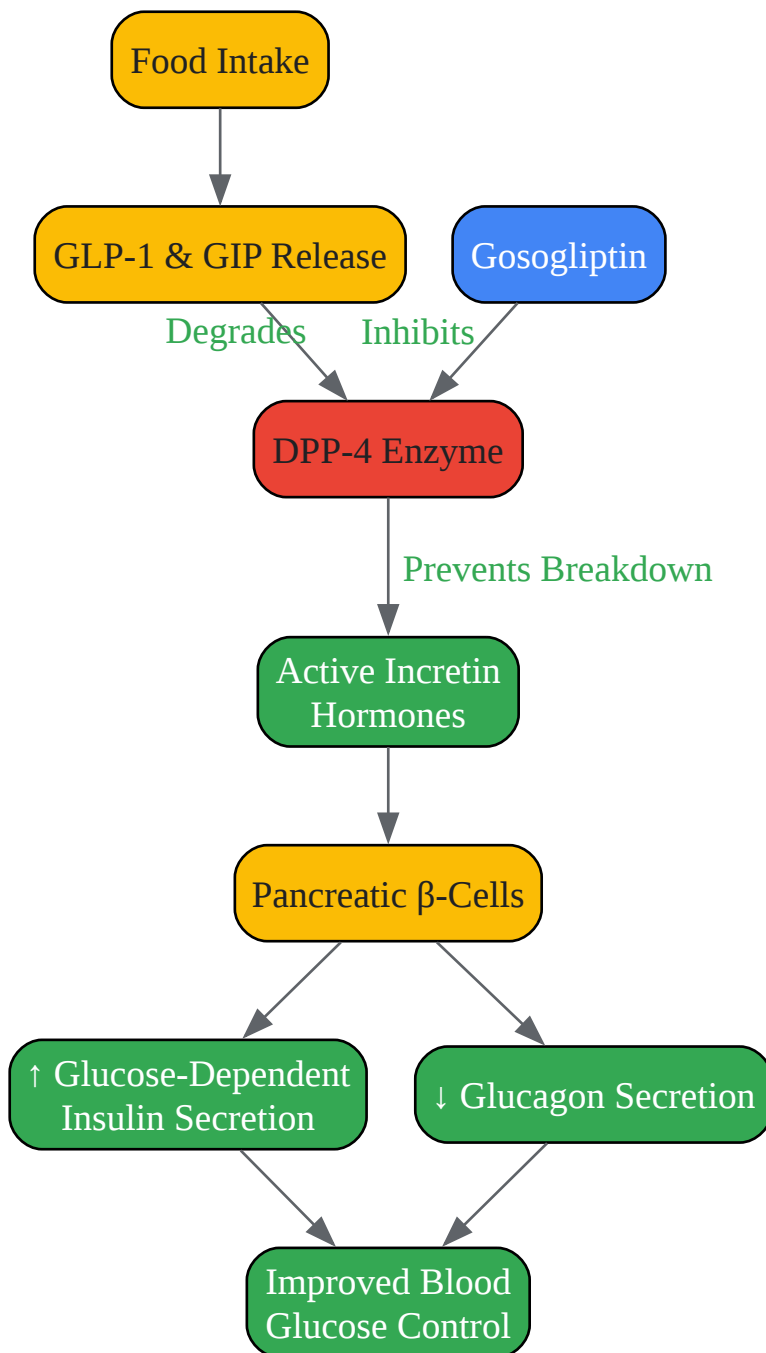 Food Intake
GLP-1 & GIP Release
Gosogliptin
Degrades
Inhibits
DPP-4 Enzyme
Prevents Breakdown
Active Incretin
Hormones
Pancreatic β-Cells
↑ Glucose-Dependent
Insulin Secretion
↓ Glucagon Secretion
Improved Blood
Glucose Control